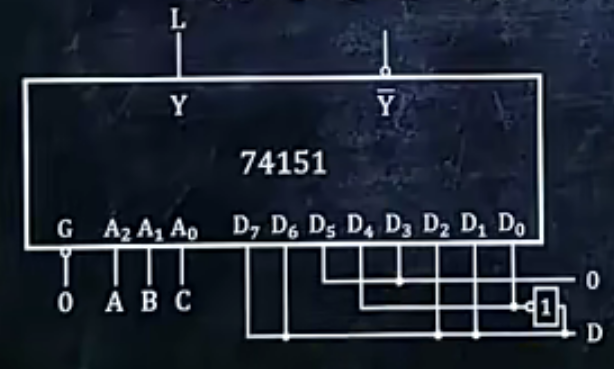 L
Y Y̅
74151
G A₂ A₁ A₀ D₇ D₆ D₅ D₄ D₃ D₂ D₁ D₀
0
0 A B C 1
D